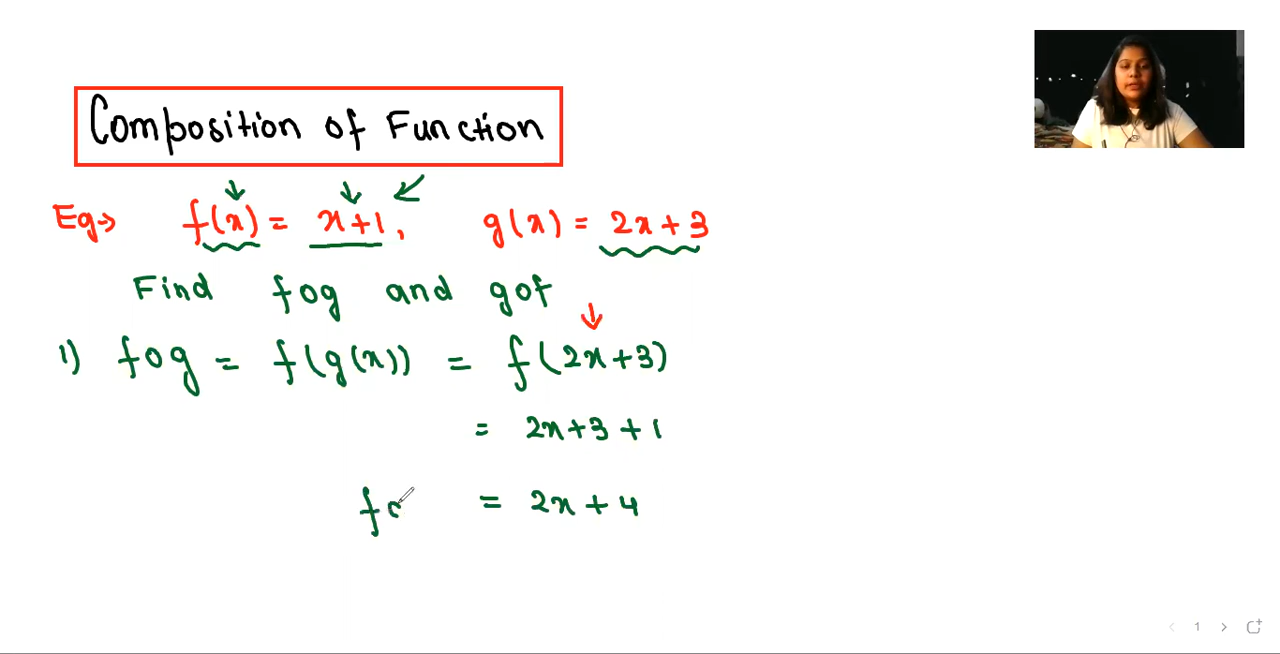 Composition of Function
Eg→ f(x) = x+1, g(x) = 2x+3
Find fog and gof
1) fog = f(g(x)) = f(2x+3)
= 2x+3+1
fo = 2x+4
1